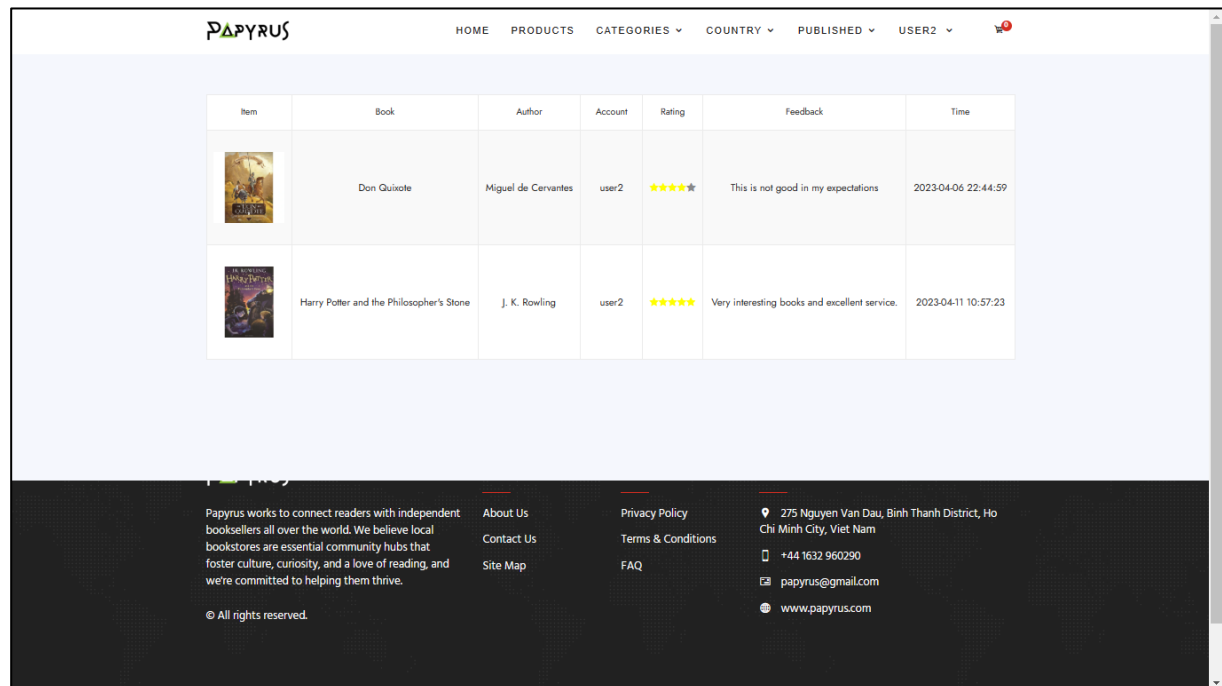 PAPYRUS HOME PRODUCTS CATEGORIES COUNTRY PUBLISHED USER2 0
Item Book Author Account Rating Feedback Time
Don Quixote Miguel de Cervantes user2 This is not good in my expectations 2023-04-06 22:44:59
J.K. ROWLING
HARRY POTTER
Harry Potter and the Philosopher's Stone J. K. Rowling user2 Very interesting books and excellent service. 2023-04-11 10:57:23
PAPYRUS
Papyrus works to connect readers with independent
booksellers all over the world. We believe local
bookstores are essential community hubs that
foster culture, curiosity, and a love of reading, and
we're committed to helping them thrive.
© All rights reserved.
About Us
Contact Us
Site Map
Privacy Policy
Terms & Conditions
FAQ
275 Nguyen Van Dau, Binh Thanh District, Ho
Chi Minh City, Viet Nam
+44 1632 960290
papyrus@gmail.com
www.papyrus.com